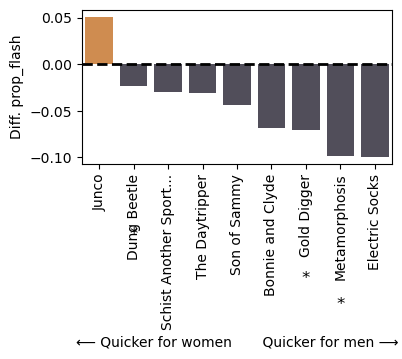 Diff. prop_flash
0.05
0.00
−0.05
−0.10
Junco
Dung Beetle
*
Schist Another Sport...
The Daytripper
Son of Sammy
Bonnie and Clyde
* Gold Digger
* Metamorphosis
Electric Socks
⟵ Quicker for women
Quicker for men ⟶